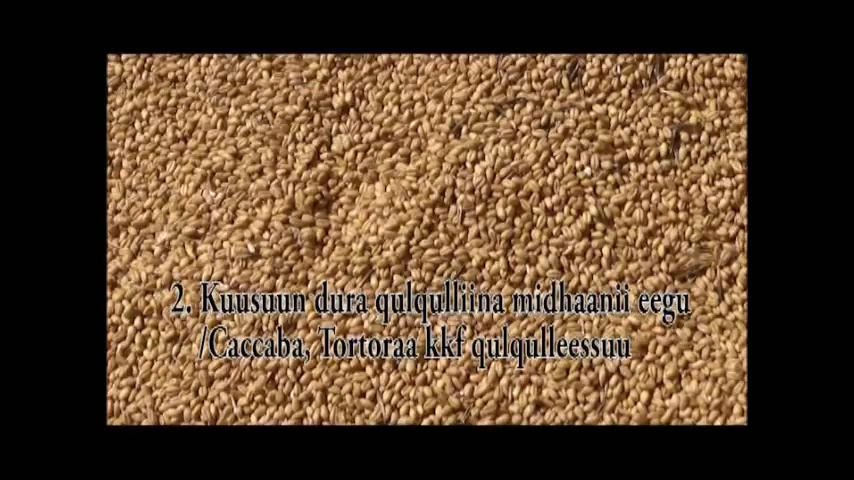 2. Kuusuun dura qulqulliina midhaanii eegu
/Caccaba, Tortoraa kkf qulqulleessuu